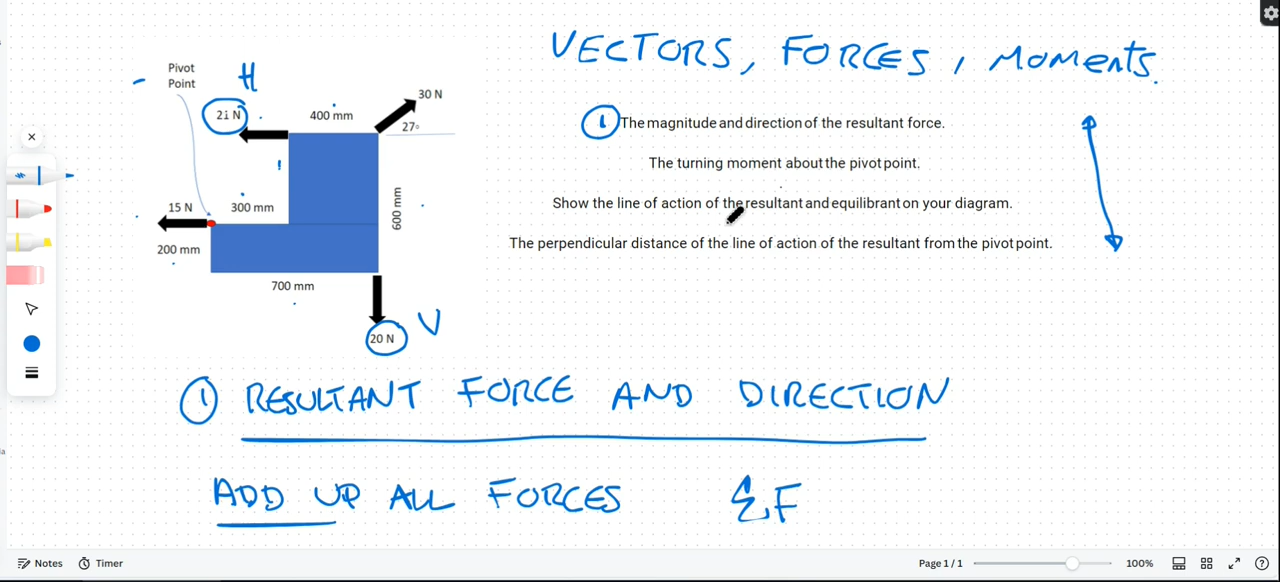 VECTORS, FORCES, MOMENTS.
Pivot
Point
H
21 N
400 mm
30 N
27°
① The magnitude and direction of the resultant force.
The turning moment about the pivot point.
Show the line of action of the resultant and equilibrant on your diagram.
The perpendicular distance of the line of action of the resultant from the pivot point.
15 N
300 mm
600 mm
200 mm
700 mm
20 N
V
① RESULTANT FORCE AND DIRECTION
ADD UP ALL FORCES ΣF
Notes
Timer
Page 1 / 1
100%